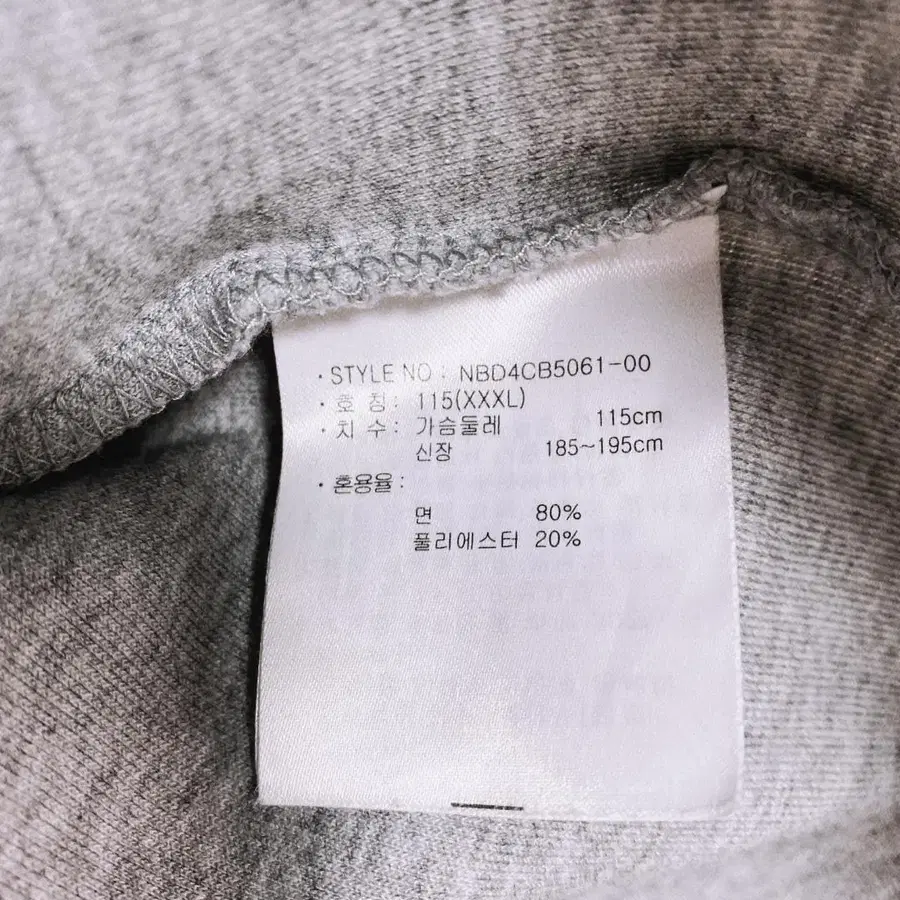 · STYLE NO : NBD4CB5061-00
· 호 칭 : 115(XXXL)
· 치 수 : 가슴둘레 115cm
신장 185~195cm
· 혼용율 :
면 80%
폴리에스터 20%